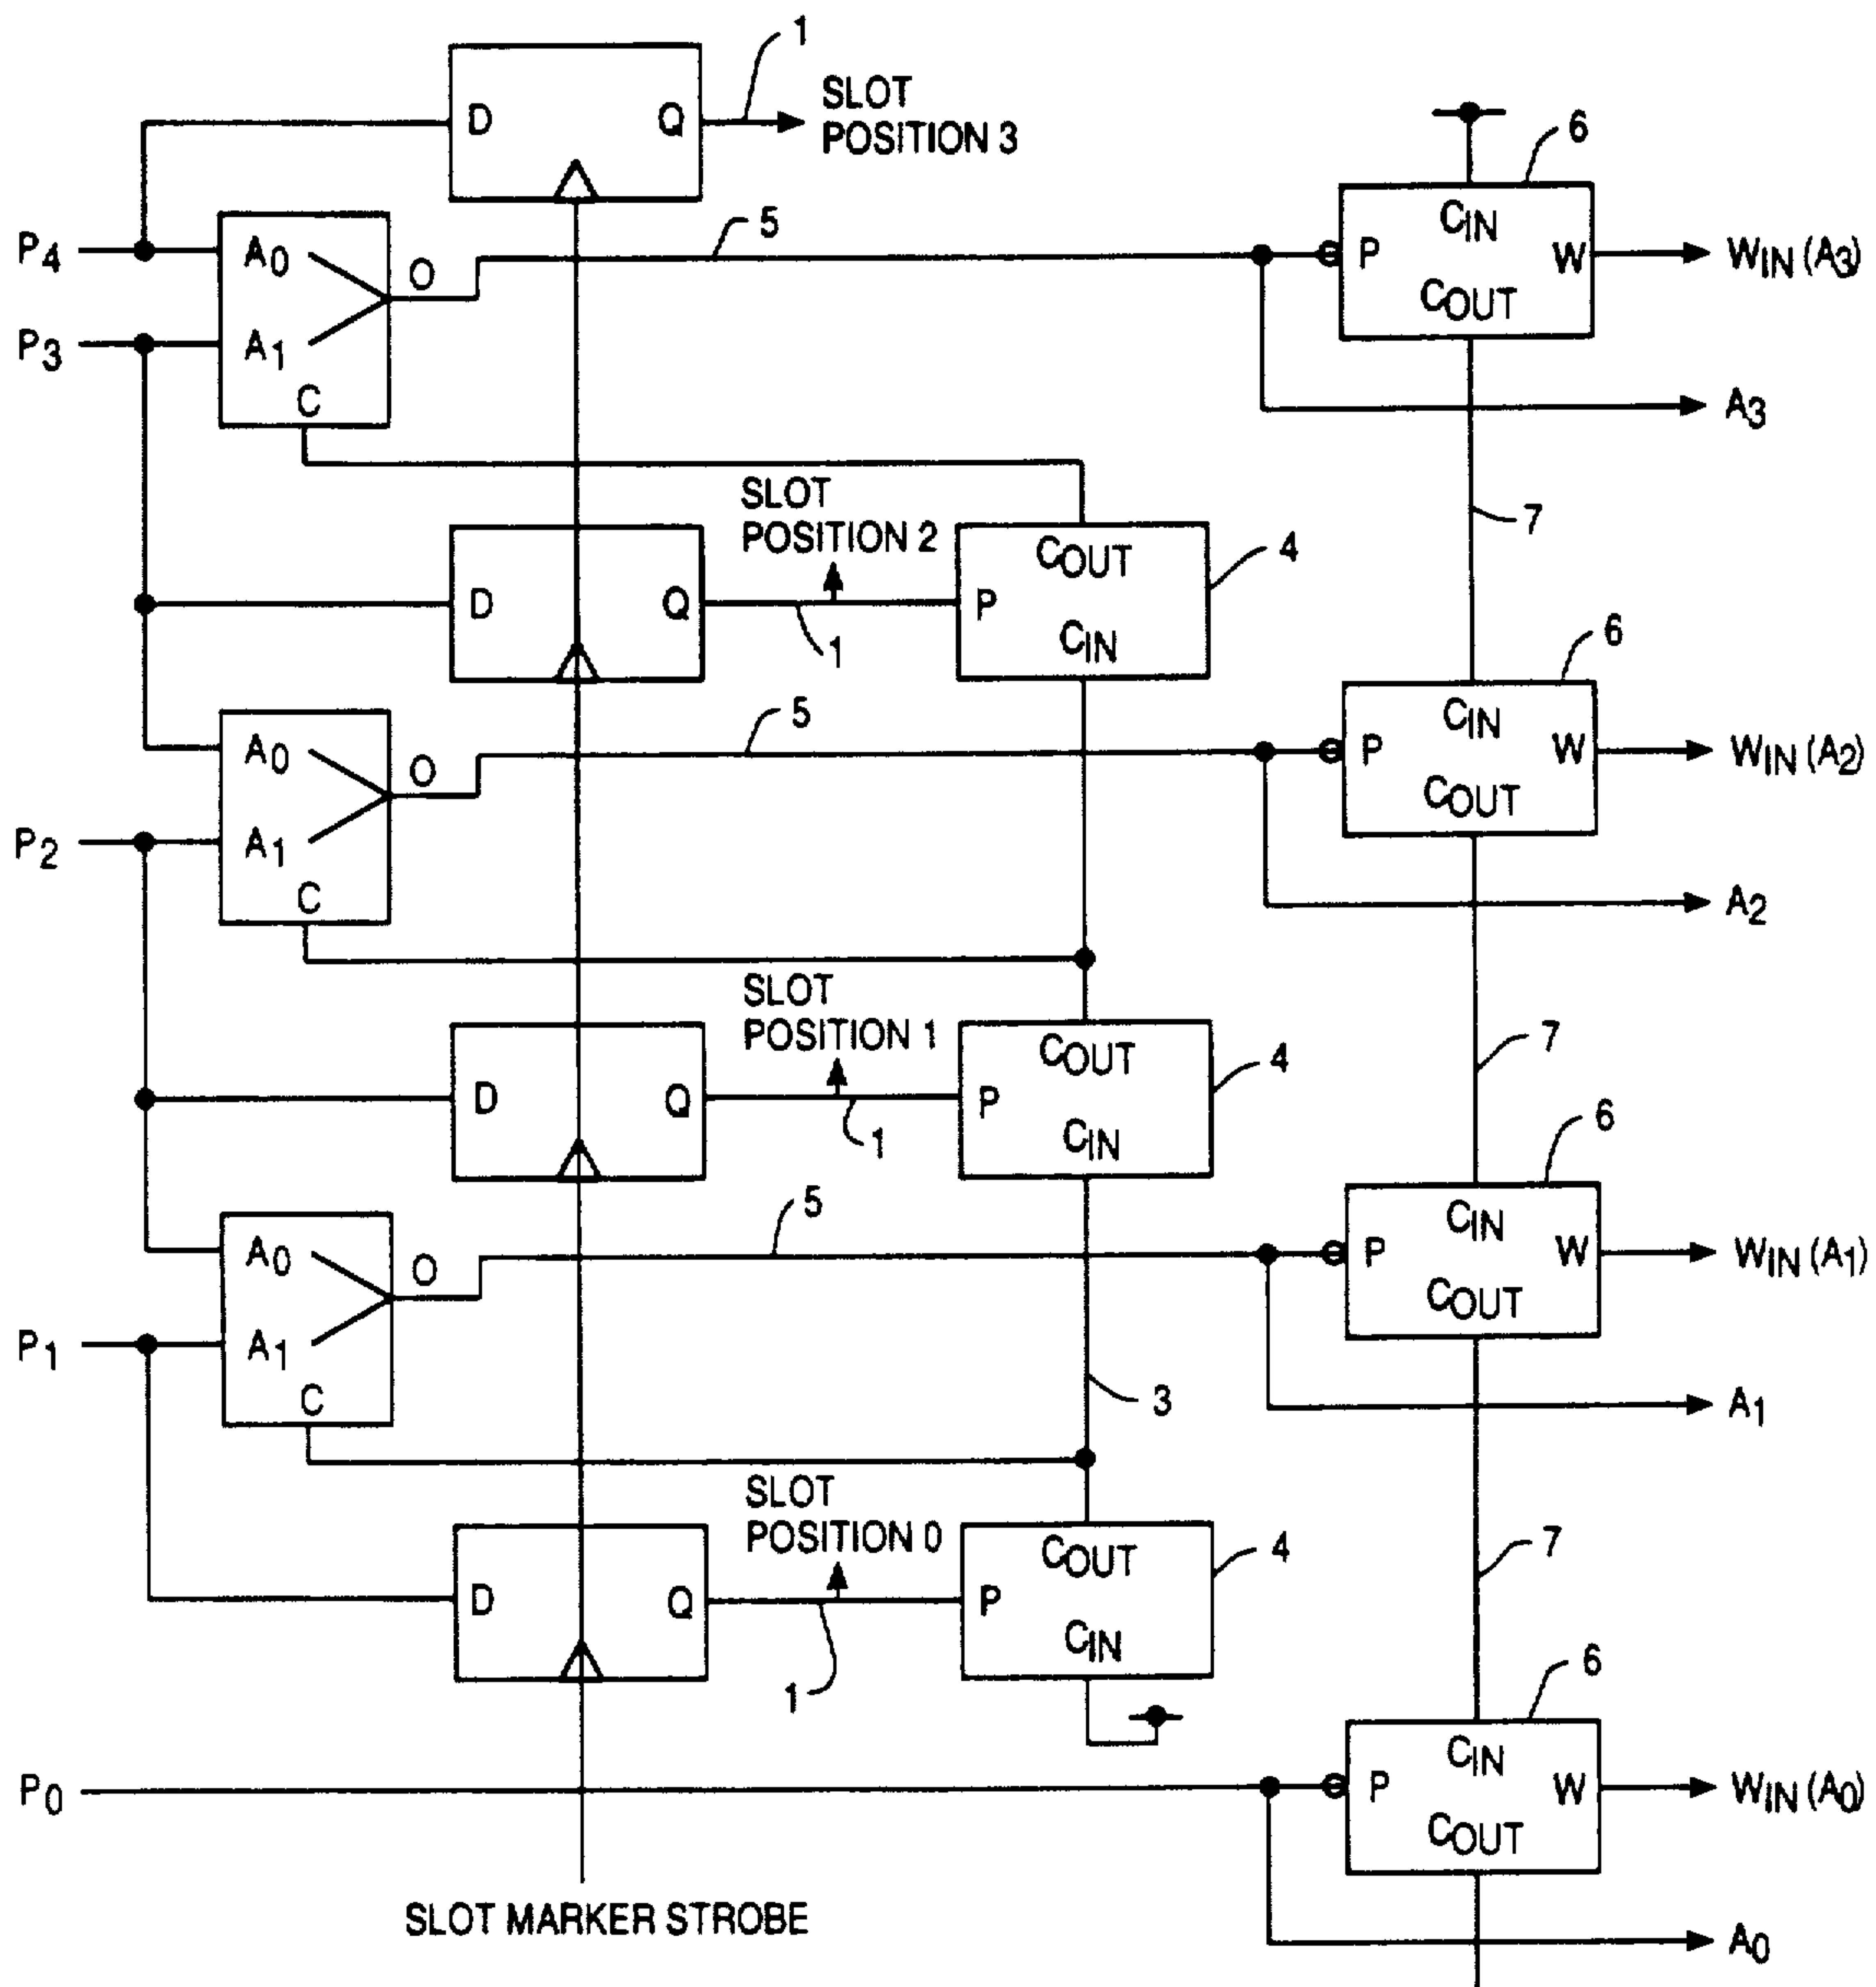 1
SLOT
POSITION 3
D Q
6
P4
A0
O
5
CIN
P W
COUT
WIN (A3)
P3
A1
C
A3
SLOT
POSITION 2
7
D Q
1
COUT
P
CIN
4
6
A0
O
5
CIN
P W
COUT
WIN (A2)
P2
A1
C
A2
SLOT
POSITION 1
7
D Q
1
COUT
P
CIN
4
6
A0
O
5
CIN
P W
COUT
WIN (A1)
P1
A1
C
3
A1
SLOT
POSITION 0
7
D Q
1
COUT
P
CIN
4
6
P0
CIN
P W
COUT
WIN (A0)
SLOT MARKER STROBE
A0